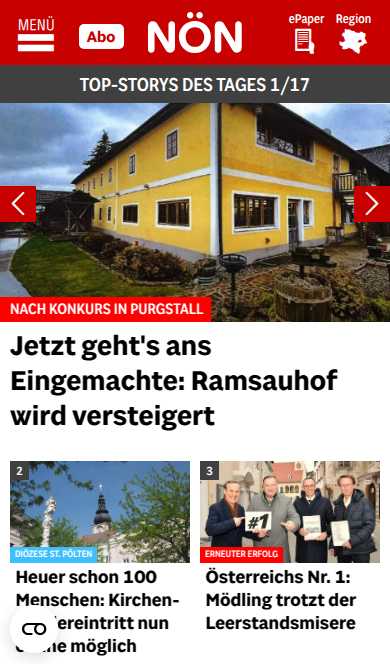 MENÜ
Abo
NÖN
ePaper
Region
TOP-STORYS DES TAGES 1/17
NACH KONKURS IN PURGSTALL
Jetzt geht's ans
Eingemachte: Ramsauhof
wird versteigert
2
DIÖZESE ST. PÖLTEN
Heuer schon 100
Menschen: Kirchen-
ereintritt nun
möglich
3
#1
ERNEUTER ERFOLG
Österreichs Nr. 1:
Mödling trotzt der
Leerstandsmisere